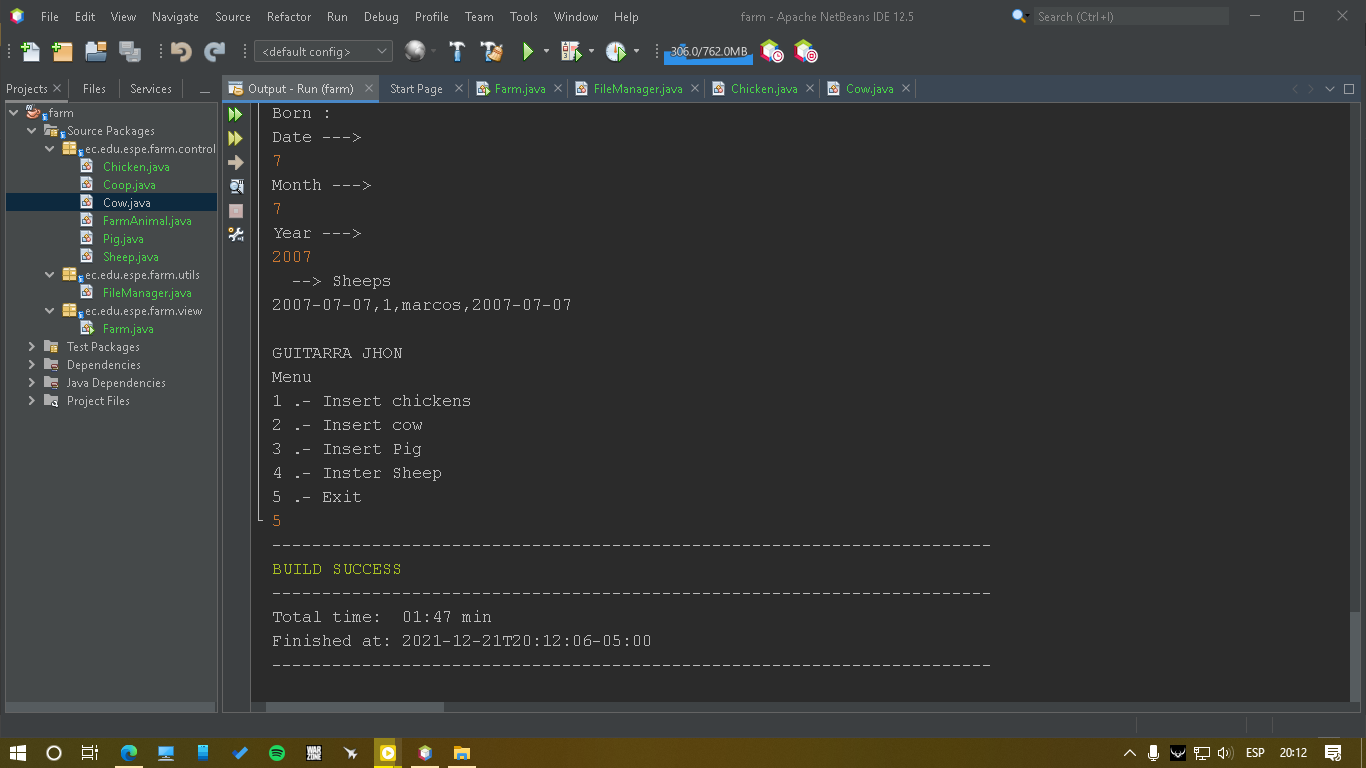 File Edit View Navigate Source Refactor Run Debug Profile Team Tools Window Help farm - Apache NetBeans IDE 12.5 Search (Ctrl+I)
<default config> 306.0/762.0MB
Projects Files Services
Output - Run (farm) Start Page Farm.java FileManager.java Chicken.java Cow.java
farm
Source Packages
ec.edu.espe.farm.control
Chicken.java
Coop.java
Cow.java
FarmAnimal.java
Pig.java
Sheep.java
ec.edu.espe.farm.utils
FileManager.java
ec.edu.espe.farm.view
Farm.java
Test Packages
Dependencies
Java Dependencies
Project Files
Born :
Date --->
7
Month --->
7
Year --->
2007
--> Sheeps
2007-07-07,1,marcos,2007-07-07
GUITARRA JHON
Menu
1 .- Insert chickens
2 .- Insert cow
3 .- Insert Pig
4 .- Inster Sheep
5 .- Exit
5
------------------------------------------------------------------------
BUILD SUCCESS
------------------------------------------------------------------------
Total time:  01:47 min
Finished at: 2021-12-21T20:12:06-05:00
------------------------------------------------------------------------
WAR ZONE ESP 20:12